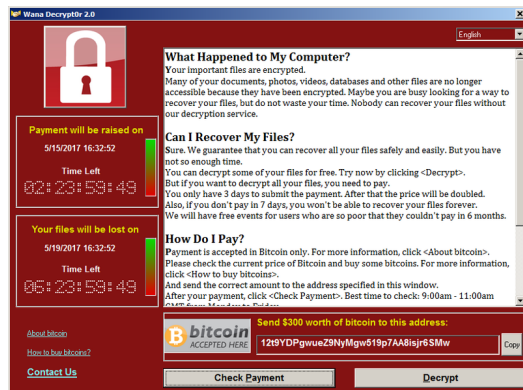 Wana Decrypt0r 2.0
English
What Happened to My Computer?
Your important files are encrypted.
Many of your documents, photos, videos, databases and other files are no longer
accessible because they have been encrypted. Maybe you are busy looking for a way to
recover your files, but do not waste your time. Nobody can recover your files without
our decryption service.
Can I Recover My Files?
Sure. We guarantee that you can recover all your files safely and easily. But you have
not so enough time.
You can decrypt some of your files for free. Try now by clicking <Decrypt>.
But if you want to decrypt all your files, you need to pay.
You only have 3 days to submit the payment. After that the price will be doubled.
Also, if you don't pay in 7 days, you won't be able to recover your files forever.
We will have free events for users who are so poor that they couldn't pay in 6 months.
How Do I Pay?
Payment is accepted in Bitcoin only. For more information, click <About bitcoin>.
Please check the current price of Bitcoin and buy some bitcoins. For more information,
click <How to buy bitcoins>.
And send the correct amount to the address specified in this window.
After your payment, click <Check Payment>. Best time to check: 9:00am - 11:00am
GMT from Monday to Friday.
Payment will be raised on
5/15/2017 16:32:52
Time Left
02:23:59:49
Your files will be lost on
5/19/2017 16:32:52
Time Left
06:23:59:49
About bitcoin
How to buy bitcoins?
Contact Us
bitcoin
ACCEPTED HERE
Send $300 worth of bitcoin to this address:
12t9YDPgwueZ9NyMgw519p7AA8isjr6SMw
Copy
Check Payment
Decrypt